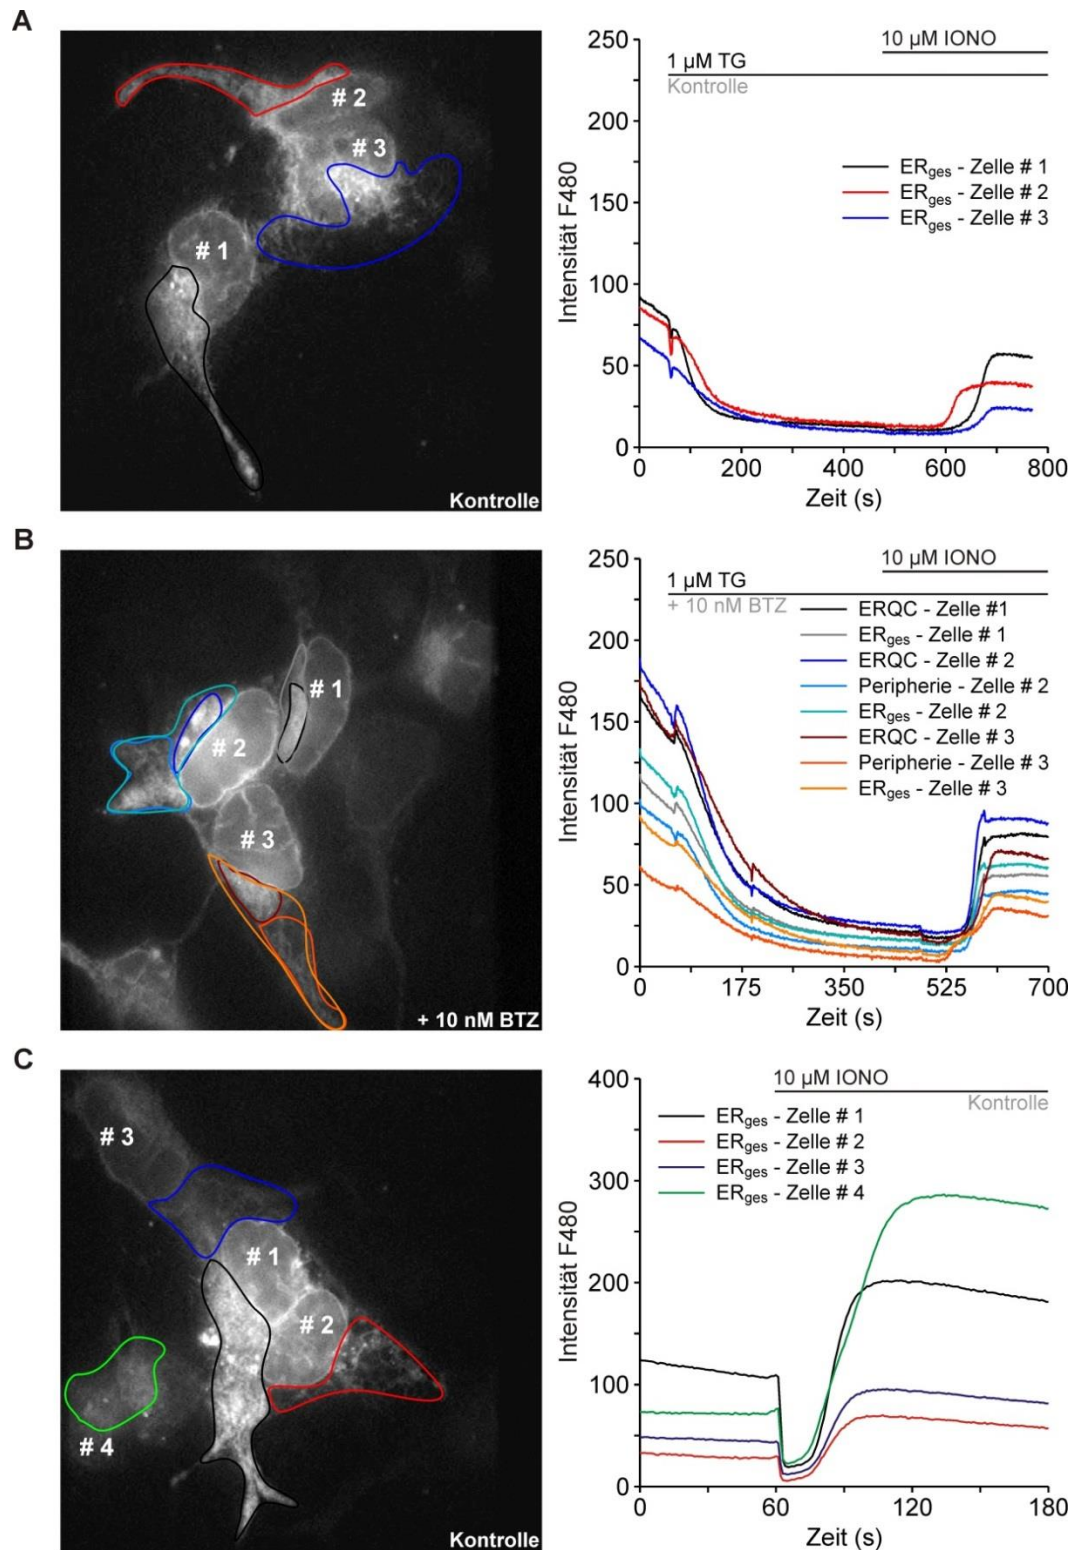 A
# 1
# 2
# 3
Kontrolle
250
200
150
100
50
0
Intensität F480
10 µM IONO
1 µM TG
Kontrolle
ERges - Zelle # 1
ERges - Zelle # 2
ERges - Zelle # 3
0 200 400 600 800
Zeit (s)
B
# 1
# 2
# 3
+ 10 nM BTZ
250
200
150
100
50
0
Intensität F480
10 µM IONO
1 µM TG
+ 10 nM BTZ
ERQC - Zelle #1
ERges - Zelle # 1
ERQC - Zelle # 2
Peripherie - Zelle # 2
ERges - Zelle # 2
ERQC - Zelle # 3
Peripherie - Zelle # 3
ERges - Zelle # 3
0 175 350 525 700
Zeit (s)
C
# 3
# 1
# 2
# 4
Kontrolle
400
300
200
100
0
Intensität F480
10 µM IONO
Kontrolle
ERges - Zelle # 1
ERges - Zelle # 2
ERges - Zelle # 3
ERges - Zelle # 4
0 60 120 180
Zeit (s)